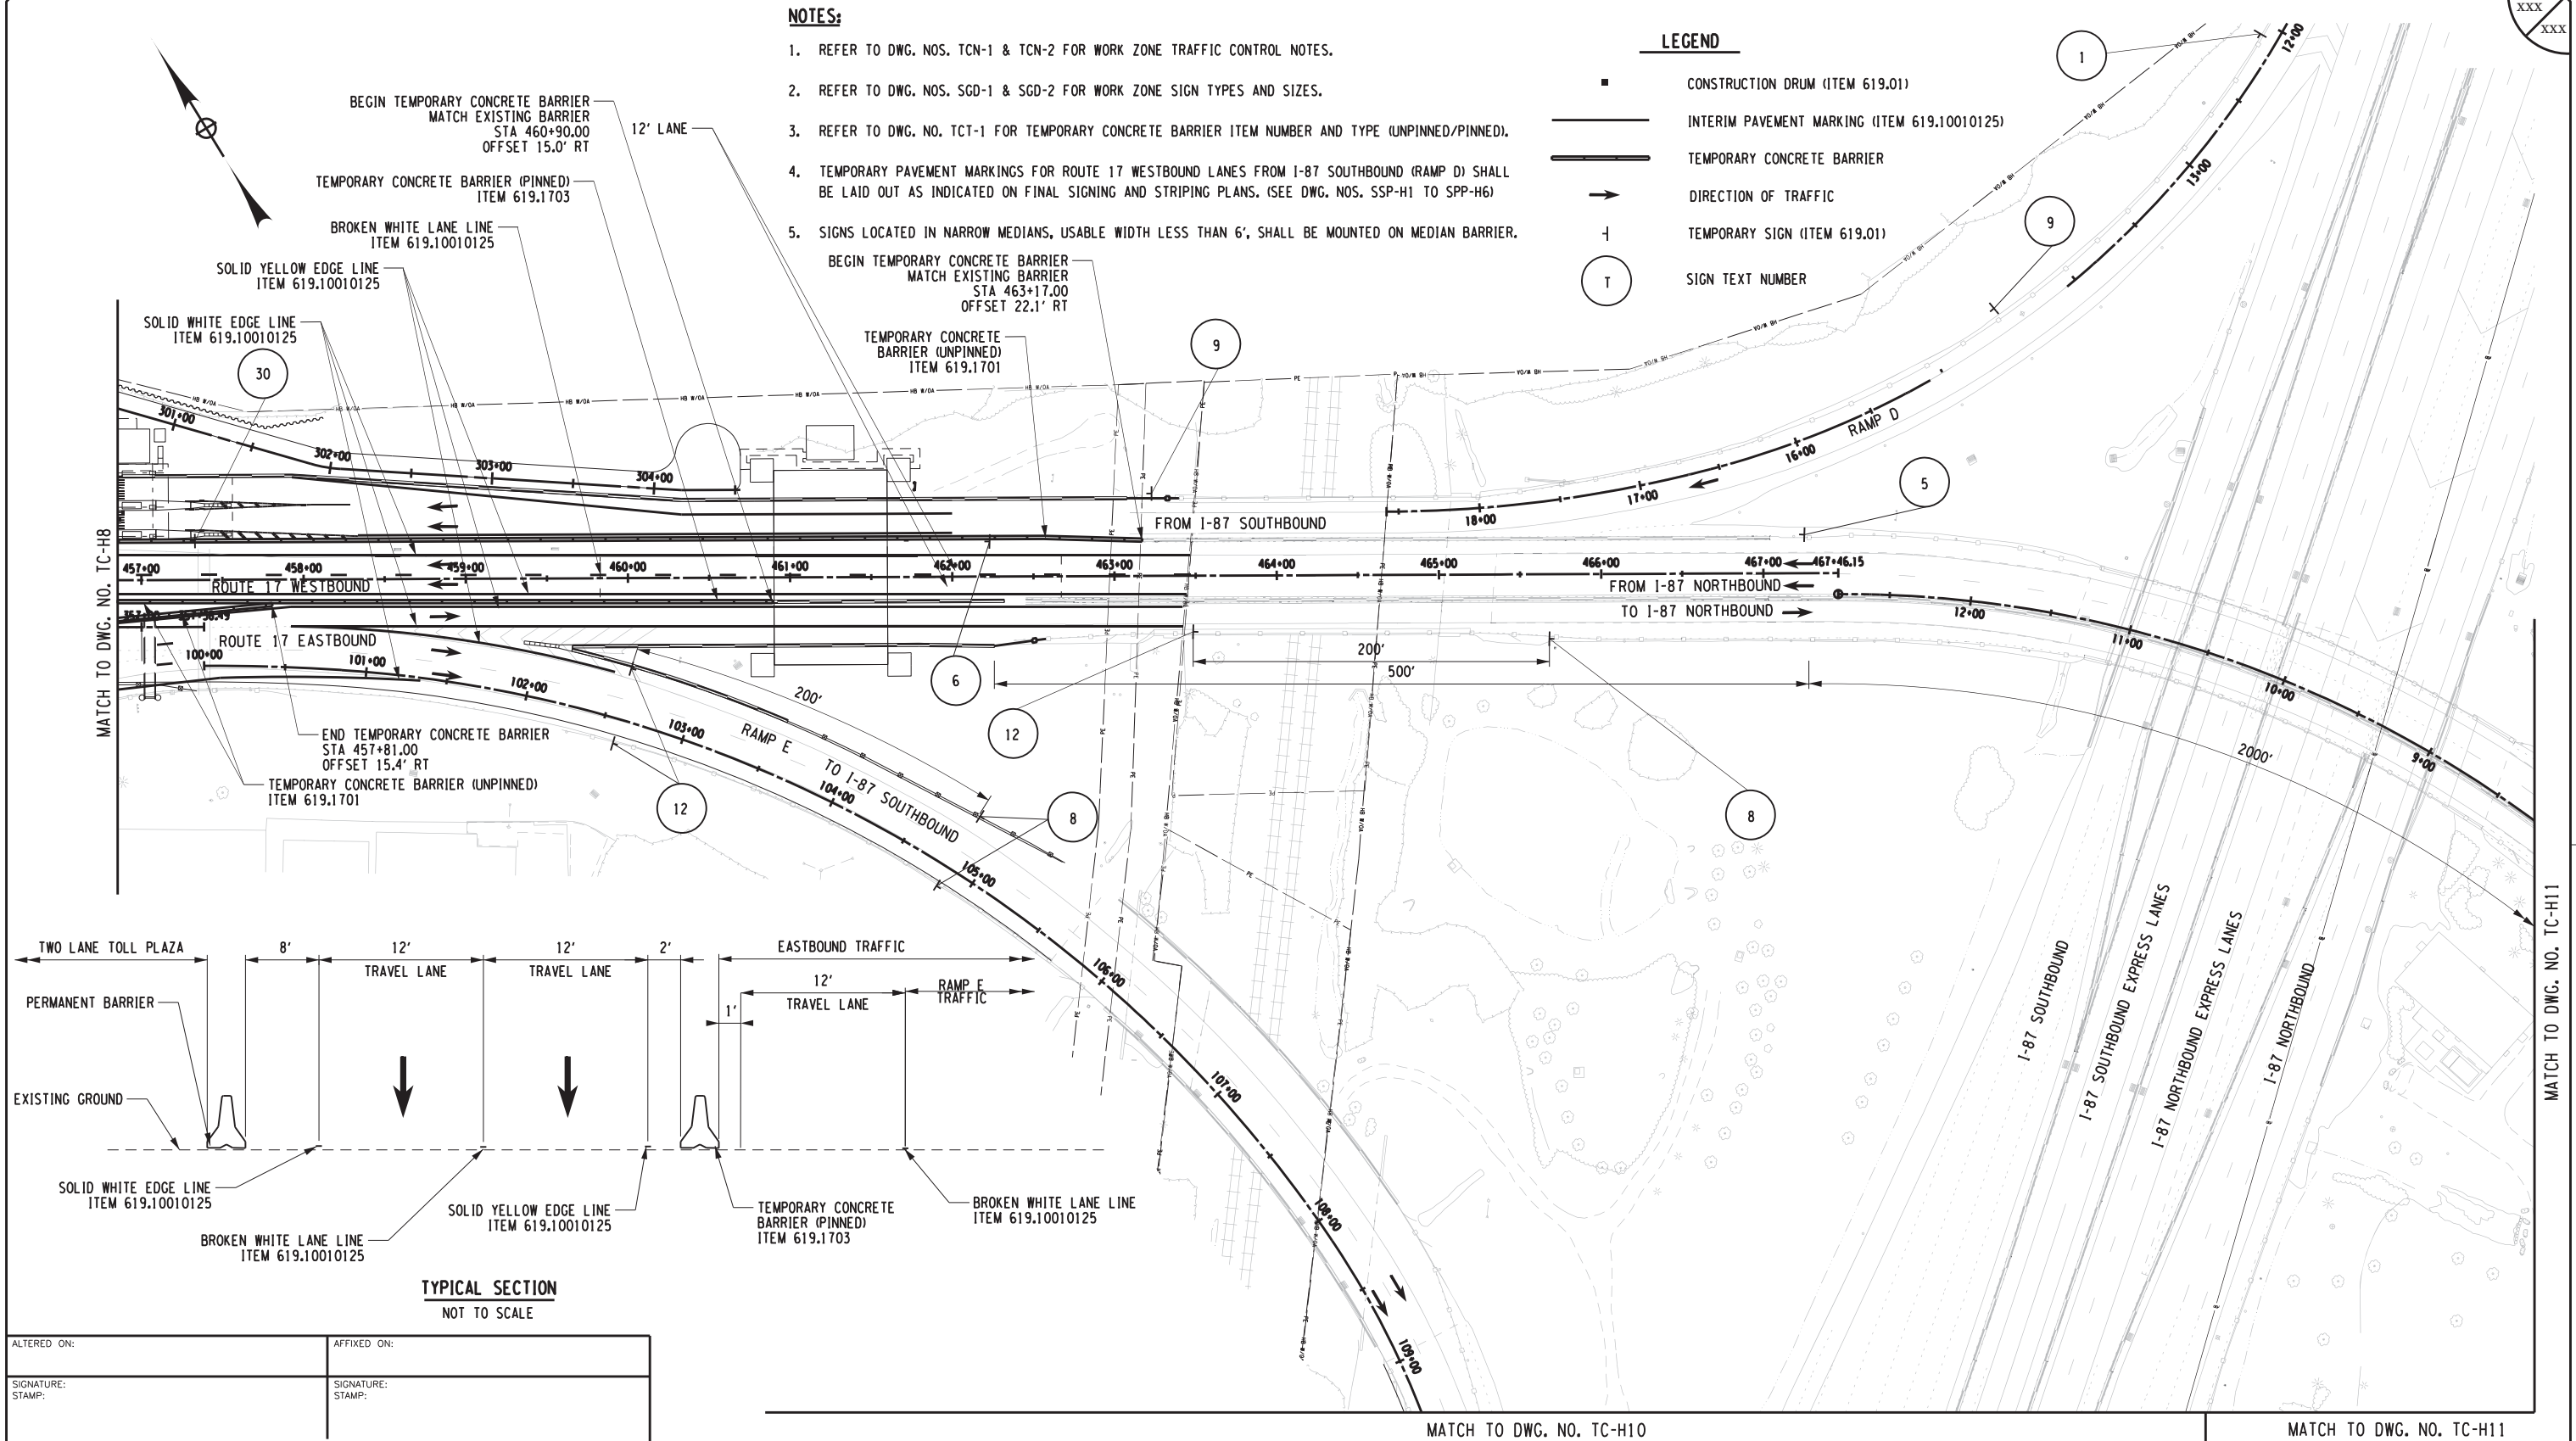 XXX
XXX
NOTES:
1. REFER TO DWG. NOS. TCN-1 & TCN-2 FOR WORK ZONE TRAFFIC CONTROL NOTES.
2. REFER TO DWG. NOS. SGD-1 & SGD-2 FOR WORK ZONE SIGN TYPES AND SIZES.
3. REFER TO DWG. NO. TCT-1 FOR TEMPORARY CONCRETE BARRIER ITEM NUMBER AND TYPE (UNPINNED/PINNED).
4. TEMPORARY PAVEMENT MARKINGS FOR ROUTE 17 WESTBOUND LANES FROM I-87 SOUTHBOUND (RAMP D) SHALL
BE LAID OUT AS INDICATED ON FINAL SIGNING AND STRIPING PLANS. (SEE DWG. NOS. SSP-H1 TO SPP-H6)
5. SIGNS LOCATED IN NARROW MEDIANS, USABLE WIDTH LESS THAN 6', SHALL BE MOUNTED ON MEDIAN BARRIER.
LEGEND
CONSTRUCTION DRUM (ITEM 619.01)
INTERIM PAVEMENT MARKING (ITEM 619.10010125)
TEMPORARY CONCRETE BARRIER
DIRECTION OF TRAFFIC
TEMPORARY SIGN (ITEM 619.01)
T
SIGN TEXT NUMBER
1
12+00
13+00
9
BEGIN TEMPORARY CONCRETE BARRIER
MATCH EXISTING BARRIER
STA 460+90.00
OFFSET 15.0' RT
12' LANE
TEMPORARY CONCRETE BARRIER (PINNED)
ITEM 619.1703
BROKEN WHITE LANE LINE
ITEM 619.10010125
SOLID YELLOW EDGE LINE
ITEM 619.10010125
SOLID WHITE EDGE LINE
ITEM 619.10010125
30
BEGIN TEMPORARY CONCRETE BARRIER
MATCH EXISTING BARRIER
STA 463+17.00
OFFSET 22.1' RT
TEMPORARY CONCRETE
BARRIER (UNPINNED)
ITEM 619.1701
9
301+00
302+00
303+00
304+00
RAMP D
16+00
17+00
18+00
5
FROM I-87 SOUTHBOUND
MATCH TO DWG. NO. TC-H8
457+00
458+00
459+00
460+00
461+00
462+00
463+00
464+00
465+00
466+00
467+00
467+46.15
ROUTE 17 WESTBOUND
FROM I-87 NORTHBOUND
TO I-87 NORTHBOUND
ROUTE 17 EASTBOUND
100+00
101+00
102+00
103+00
104+00
105+00
106+00
107+00
108+00
109+00
12+00
11+00
10+00
9+00
200'
500'
2000'
200'
6
12
12
8
8
RAMP E
TO I-87 SOUTHBOUND
END TEMPORARY CONCRETE BARRIER
STA 457+81.00
OFFSET 15.4' RT
TEMPORARY CONCRETE BARRIER (UNPINNED)
ITEM 619.1701
I-87 SOUTHBOUND
I-87 SOUTHBOUND EXPRESS LANES
I-87 NORTHBOUND EXPRESS LANES
I-87 NORTHBOUND
MATCH TO DWG. NO. TC-H11
TWO LANE TOLL PLAZA
8'
12'
TRAVEL LANE
12'
TRAVEL LANE
2'
EASTBOUND TRAFFIC
12'
TRAVEL LANE
RAMP E
TRAFFIC
1'
PERMANENT BARRIER
EXISTING GROUND
SOLID WHITE EDGE LINE
ITEM 619.10010125
BROKEN WHITE LANE LINE
ITEM 619.10010125
SOLID YELLOW EDGE LINE
ITEM 619.10010125
TEMPORARY CONCRETE
BARRIER (PINNED)
ITEM 619.1703
BROKEN WHITE LANE LINE
ITEM 619.10010125
TYPICAL SECTION
NOT TO SCALE
ALTERED ON:
AFFIXED ON:
SIGNATURE:
STAMP:
SIGNATURE:
STAMP:
MATCH TO DWG. NO. TC-H10
MATCH TO DWG. NO. TC-H11